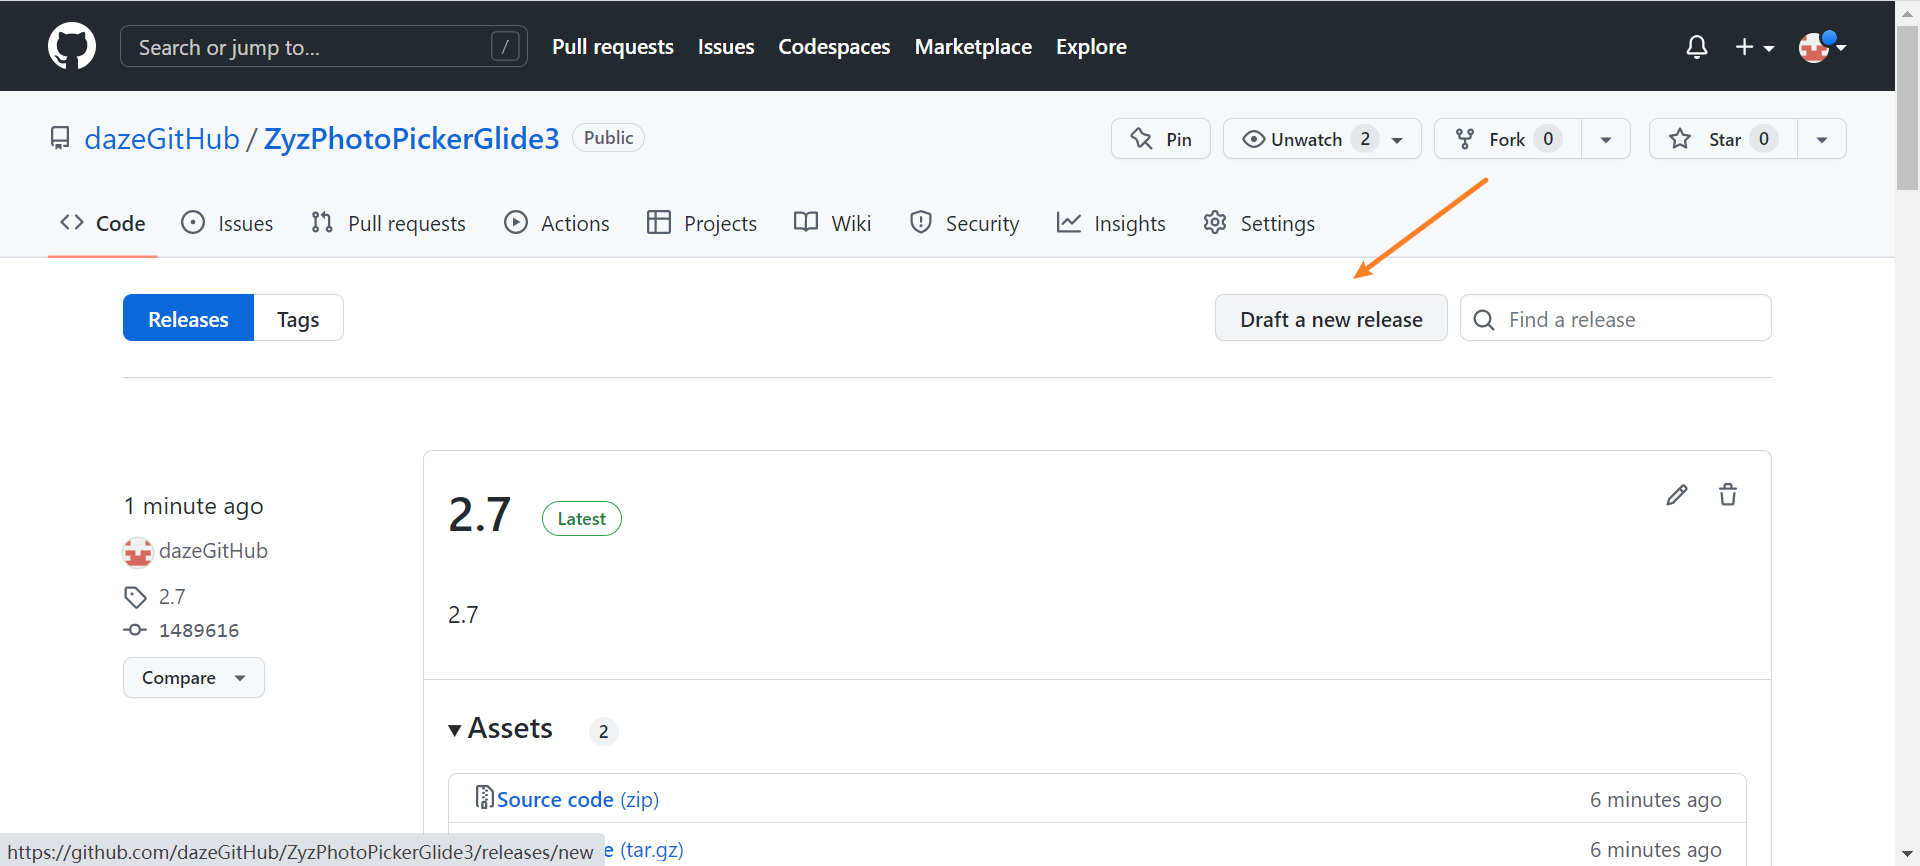 Search or jump to... / Pull requests Issues Codespaces Marketplace Explore
dazeGitHub / ZyzPhotoPickerGlide3 Public Pin Unwatch 2 Fork 0 Star 0
Code Issues Pull requests Actions Projects Wiki Security Insights Settings
Releases Tags Draft a new release Find a release
1 minute ago
dazeGitHub
2.7
1489616
Compare
2.7 Latest
2.7
Assets 2
Source code (zip) 6 minutes ago
e (tar.gz) 6 minutes ago
https://github.com/dazeGitHub/ZyzPhotoPickerGlide3/releases/new